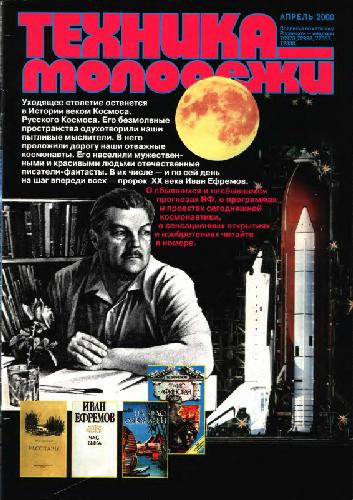 АПРЕЛЬ 2000
ТЕХНИКА
МОЛОДЕЖИ
Уходящее столетие останется
в Истории веком Космоса.
Русского Космоса. Его безмолвные
пространства одухотворили наши
пытливые мыслители. В него
проложили дорогу наши отважные
космонавты. Его населили мужествен-
ными и красивыми людьми отечественные
писатели-фантасты. В их числе — и по сей день
на шаг впереди всех — пророк XX века Иван Ефремов.
О сбывшихся и несбывшихся
прогнозах НФ, о программах
и проектах сегодняшней
космонавтики,
о сенсационных открытиях
и изобретениях читайте
в номере.
РАССКАЗЫ
ИВАН
ЕФРЕМОВ
ЧАС
БЫКА
ТАИС
АФИНСКАЯ